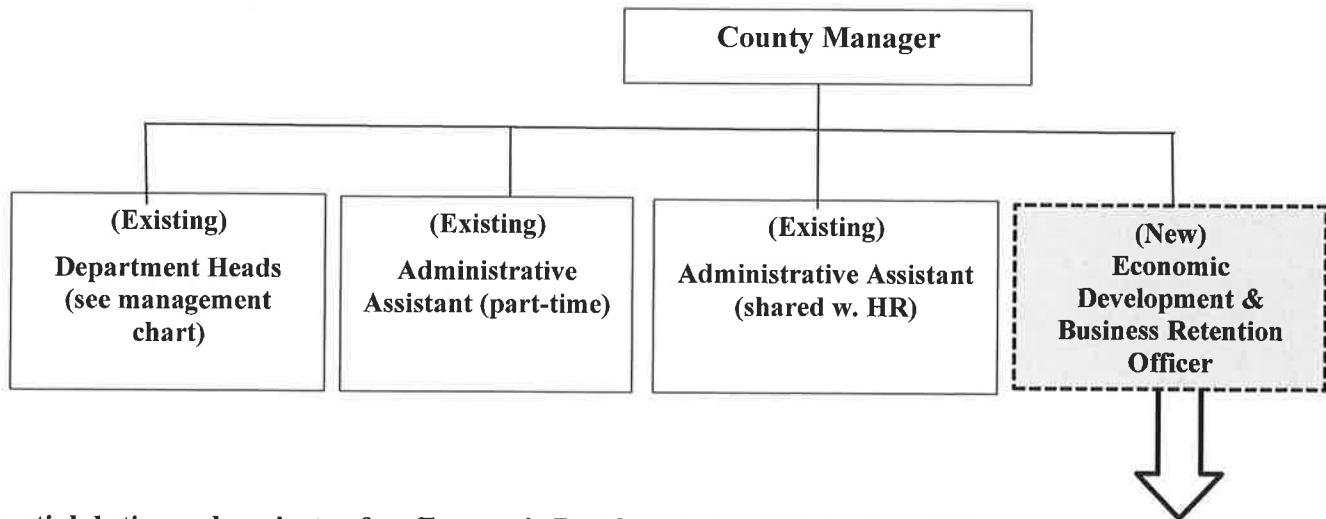 County Manager
(Existing)
Department Heads
(see management
chart)
(Existing)
Administrative
Assistant (part-time)
(Existing)
Administrative Assistant
(shared w. HR)
(New)
Economic
Development &
Business Retention
Officer